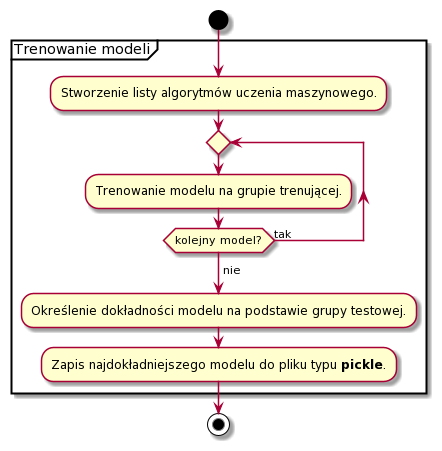 Trenowanie modeli
Stworzenie listy algorytmów uczenia maszynowego.
Trenowanie modelu na grupie trenującej.
kolejny model?
tak
nie
Określenie dokładności modelu na podstawie grupy testowej.
Zapis najdokładniejszego modelu do pliku typu pickle.